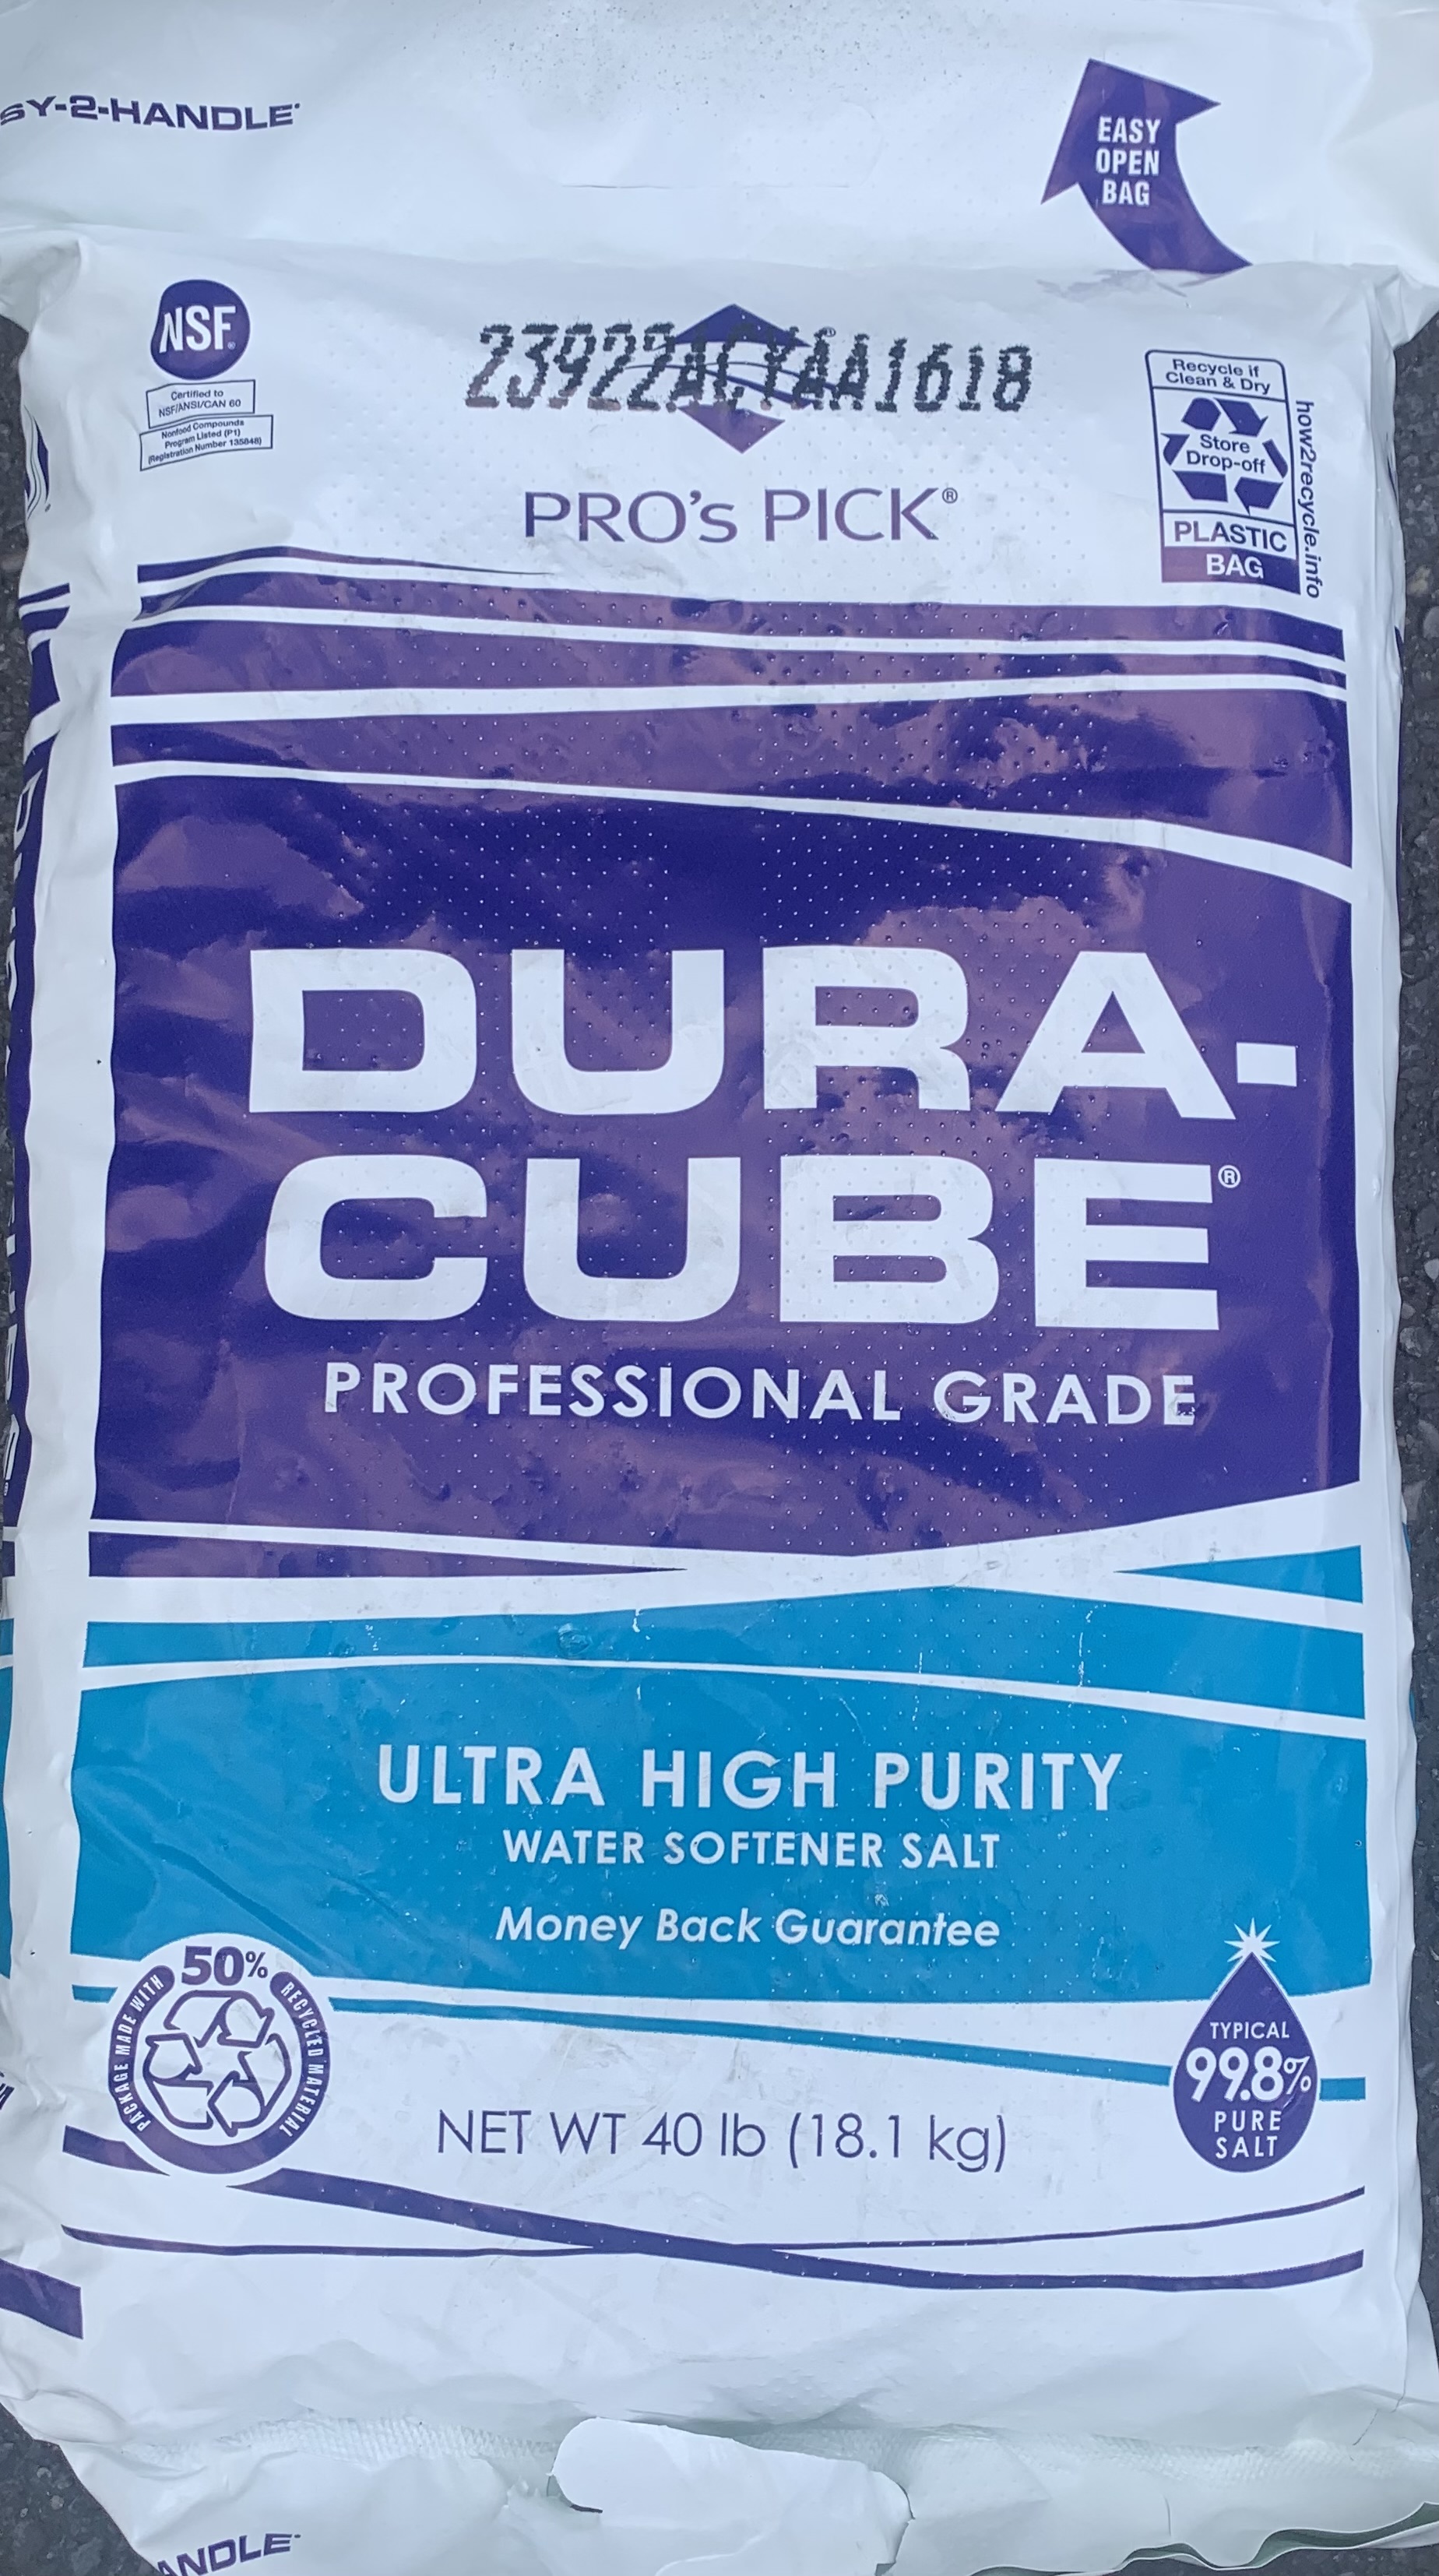 SY-2-HANDLE
EASY
OPEN
BAG
NSF®
Certified to
NSF/ANSI/CAN 60
Nonfood Compounds
Program Listed (P1)
(Registration Number 135848)
23922ACYAA1618
PRO's PICK®
Recycle if
Clean & Dry
Store
Drop-off
PLASTIC
BAG
how2recycle.info
DURA-
CUBE®
PROFESSIONAL GRADE
ULTRA HIGH PURITY
WATER SOFTENER SALT
Money Back Guarantee
50%
PACKAGE MADE WITH
RECYCLED MATERIAL
TYPICAL
99.8%
PURE
SALT
NET WT 40 lb (18.1 kg)
ANDLE